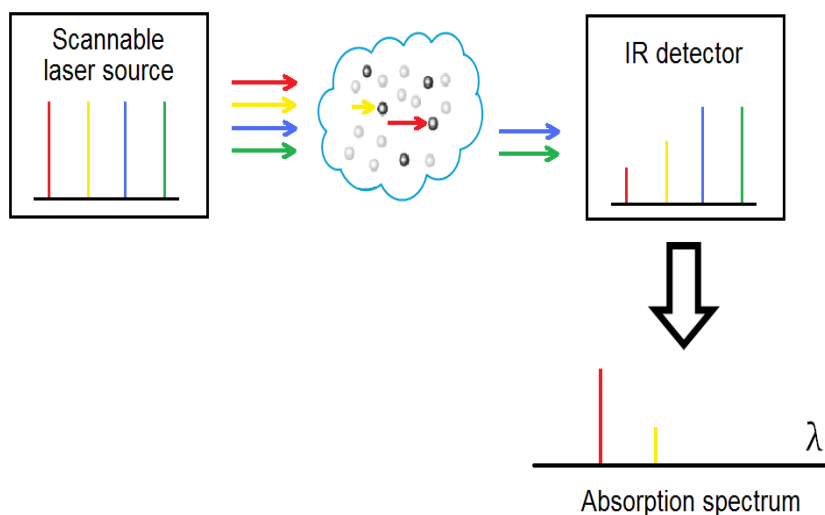 Scannable
laser source
IR detector
λ
Absorption spectrum